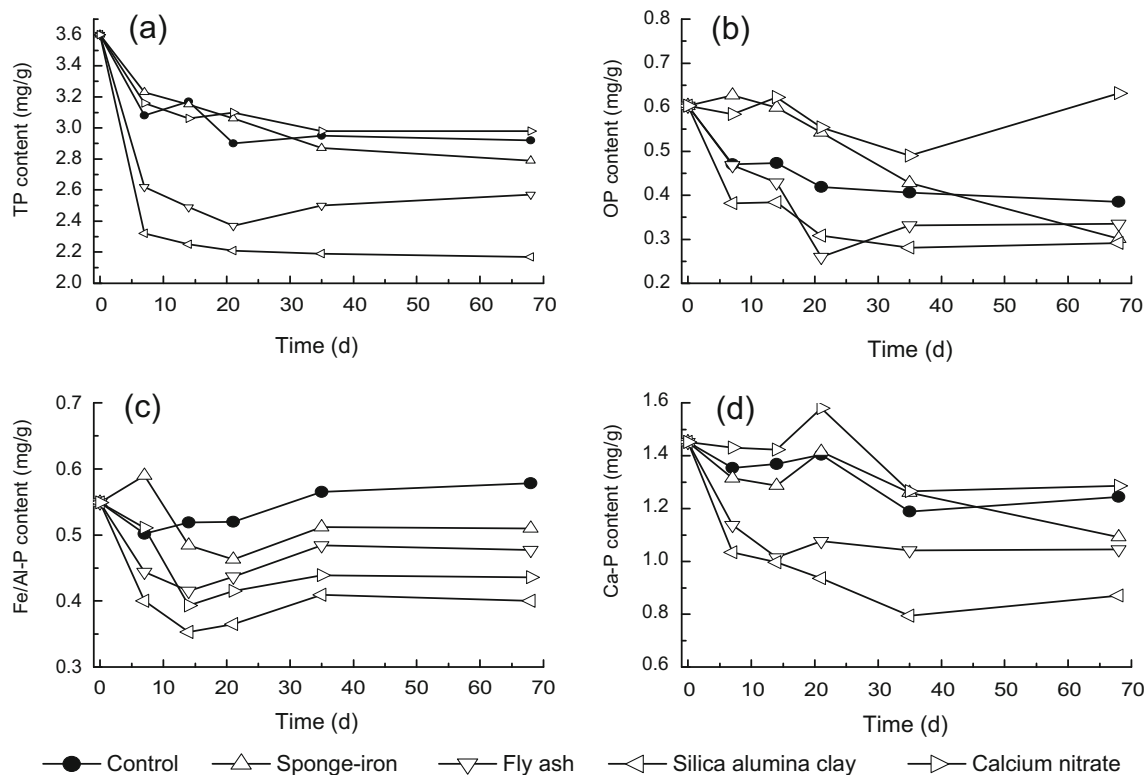 (a)
TP content (mg/g)
3.6
3.4
3.2
3.0
2.8
2.6
2.4
2.2
2.0
0 10 20 30 40 50 60 70
Time (d)
(b)
OP content (mg/g)
0.8
0.7
0.6
0.5
0.4
0.3
0.2
0 10 20 30 40 50 60 70
Time (d)
(c)
Fe/Al-P content (mg/g)
0.7
0.6
0.5
0.4
0.3
0 10 20 30 40 50 60 70
Time (d)
(d)
Ca-P content (mg/g)
1.6
1.4
1.2
1.0
0.8
0.6
0 10 20 30 40 50 60 70
Time (d)
Control Sponge-iron Fly ash Silica alumina clay Calcium nitrate